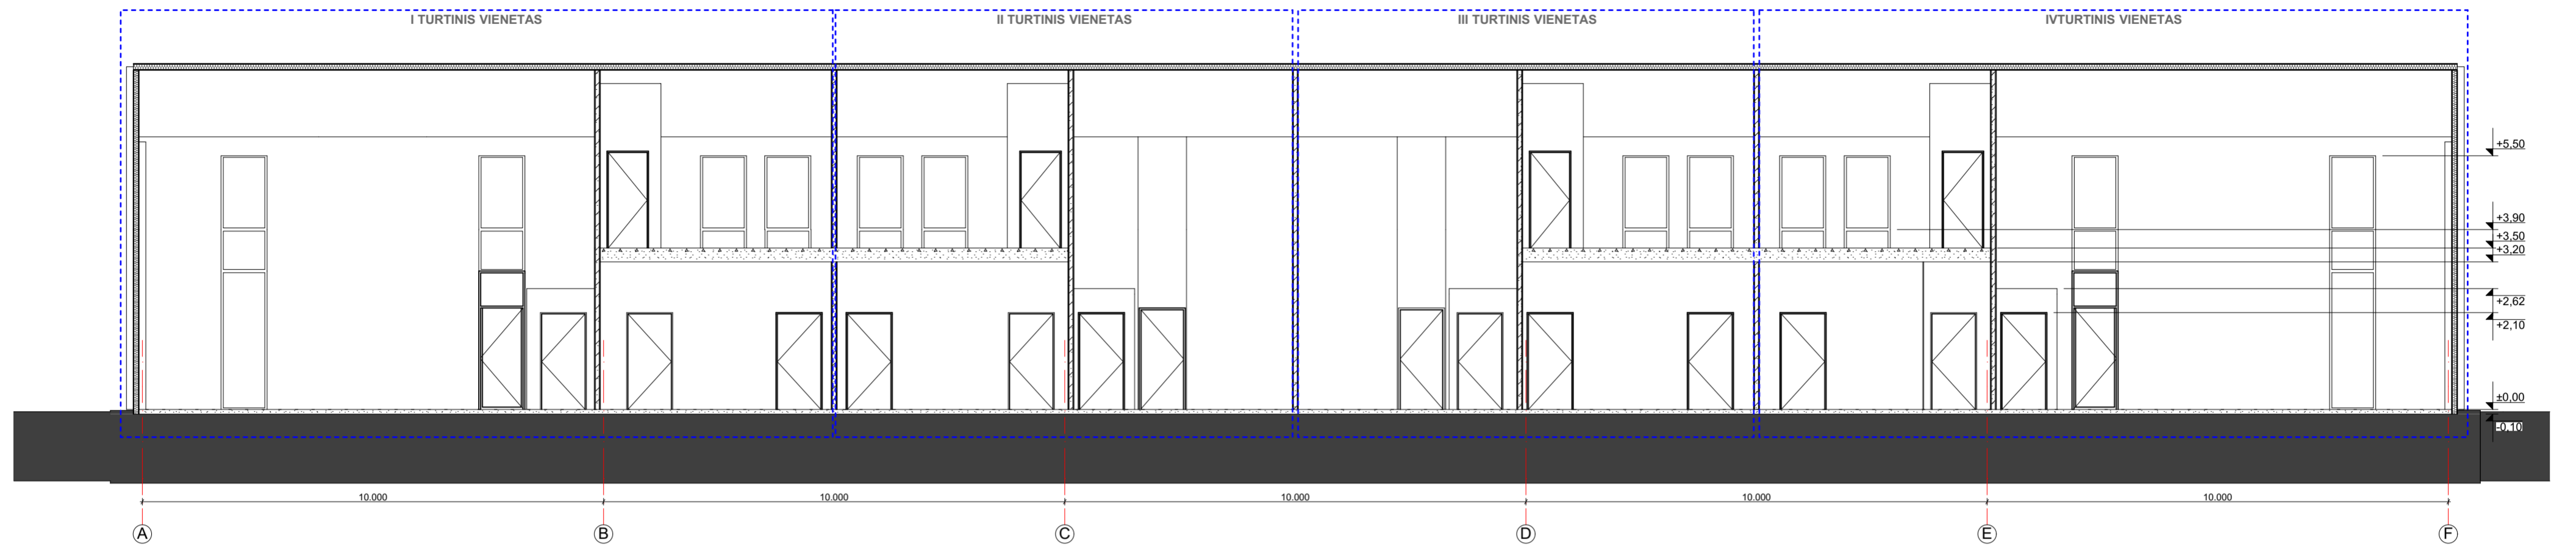 I TURTINIS VIENETAS
II TURTINIS VIENETAS
III TURTINIS VIENETAS
IVTURTINIS VIENETAS
+5,50
+3,90
+3,50
+3,20
+2,62
+2,10
±0,00
-0.10
10.000
10.000
10.000
10.000
10.000
A
B
C
D
E
F